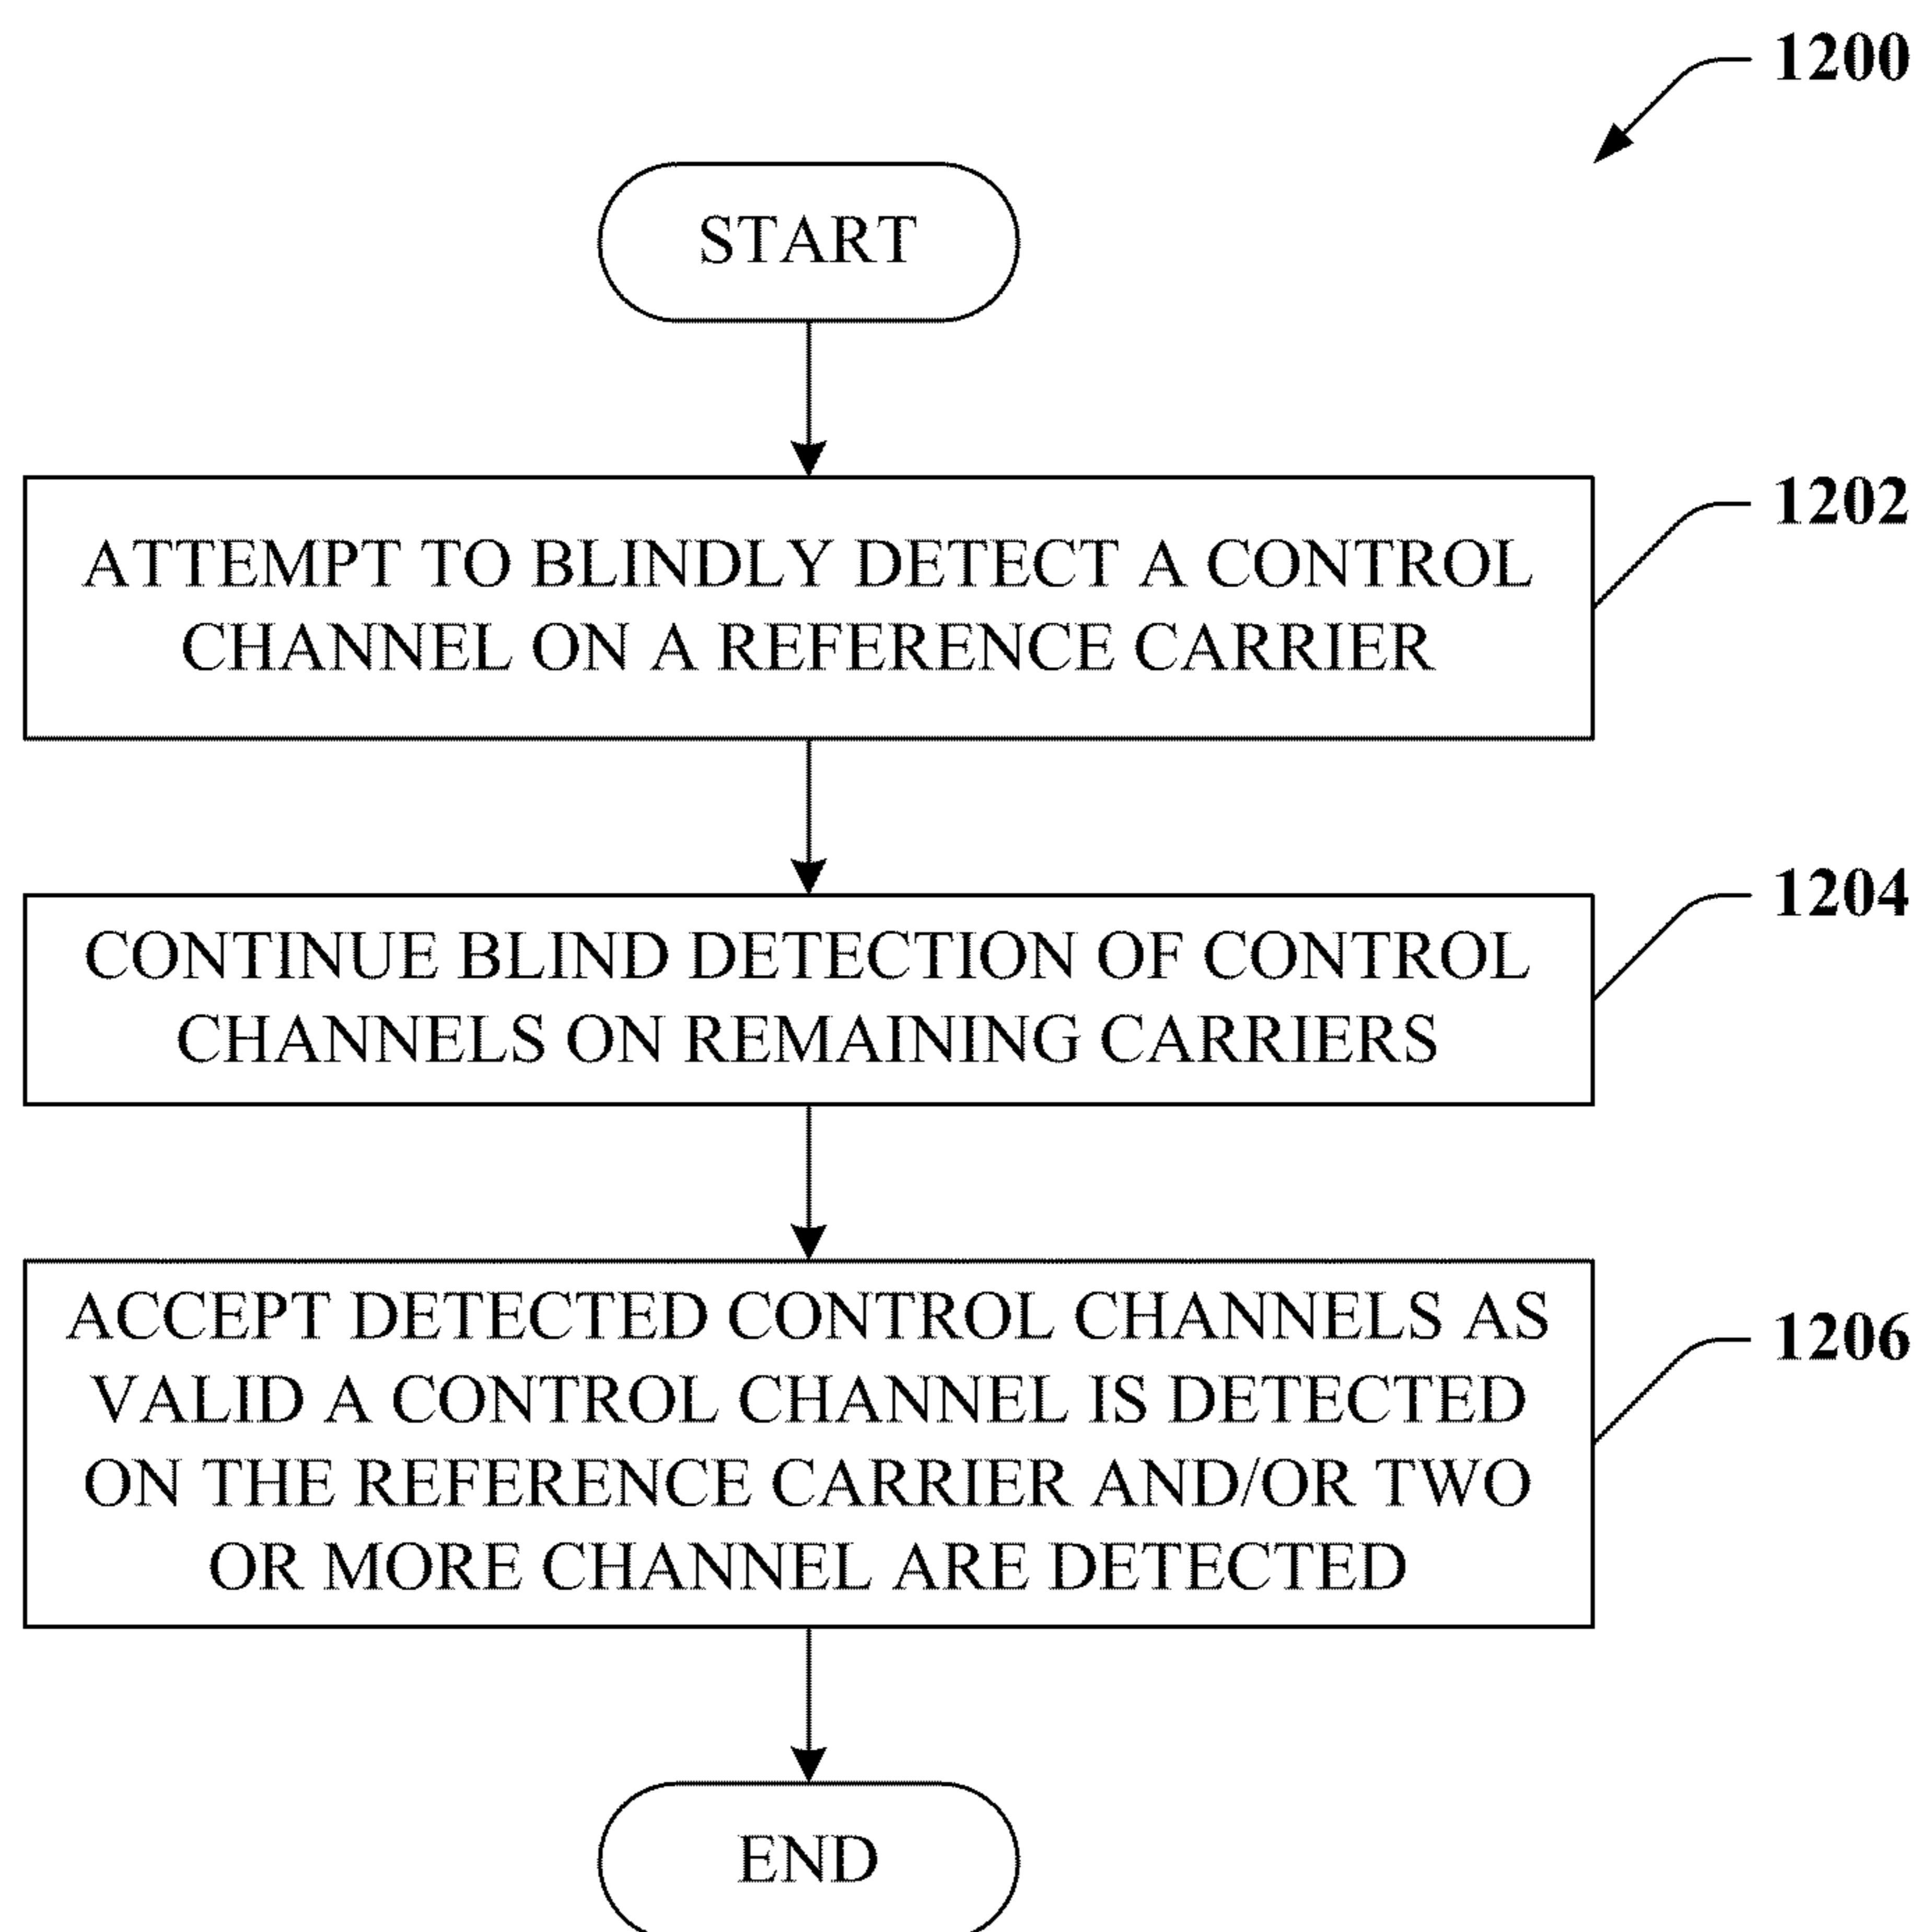 1200
START
1202
ATTEMPT TO BLINDLY DETECT A CONTROL
CHANNEL ON A REFERENCE CARRIER
1204
CONTINUE BLIND DETECTION OF CONTROL
CHANNELS ON REMAINING CARRIERS
1206
ACCEPT DETECTED CONTROL CHANNELS AS
VALID A CONTROL CHANNEL IS DETECTED
ON THE REFERENCE CARRIER AND/OR TWO
OR MORE CHANNEL ARE DETECTED
END